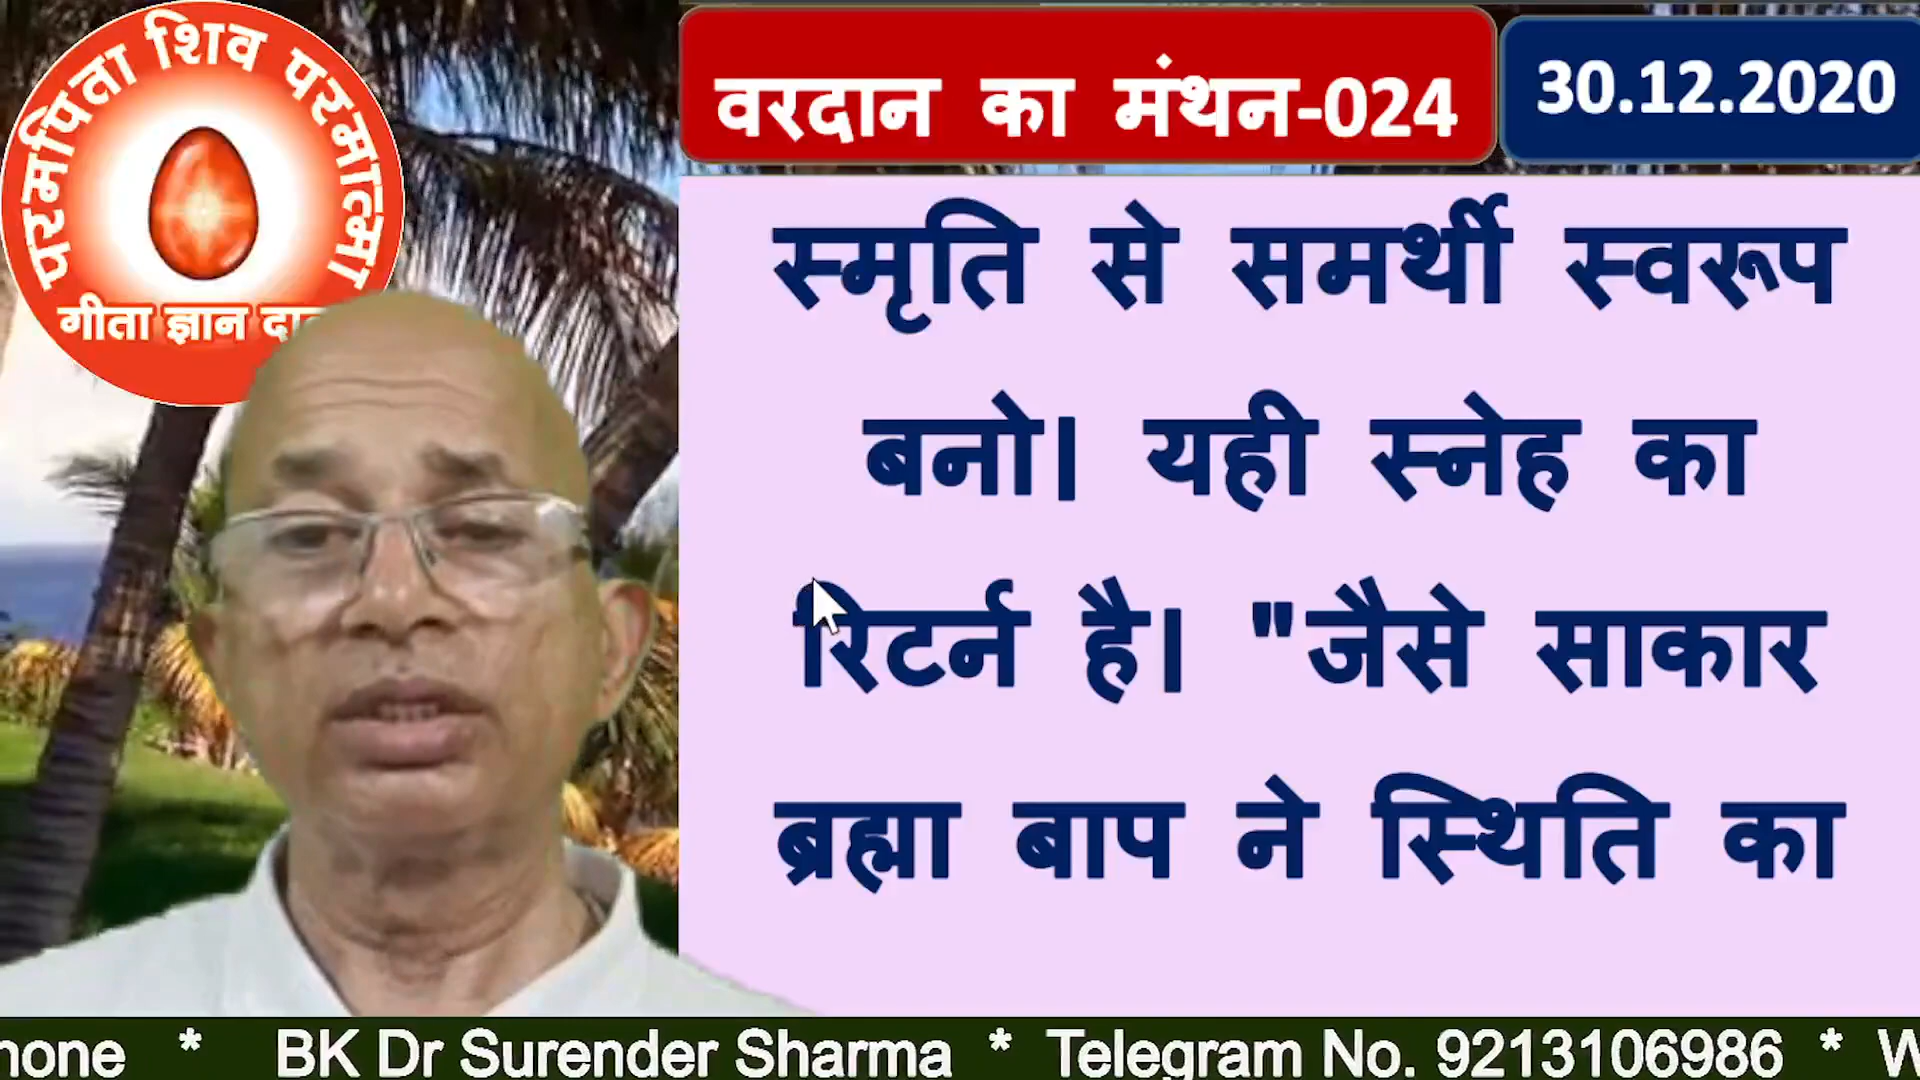 परमपिता शिव परमात्मा
गीता ज्ञान
वरदान का मंथन-024
30.12.2020
स्मृति से समर्थी स्वरूप
बनो। यही स्नेह का
रिटर्न है। "जैसे साकार
ब्रह्मा बाप ने स्थिति का
* BK Dr Surender Sharma * Telegram No. 9213106986 *